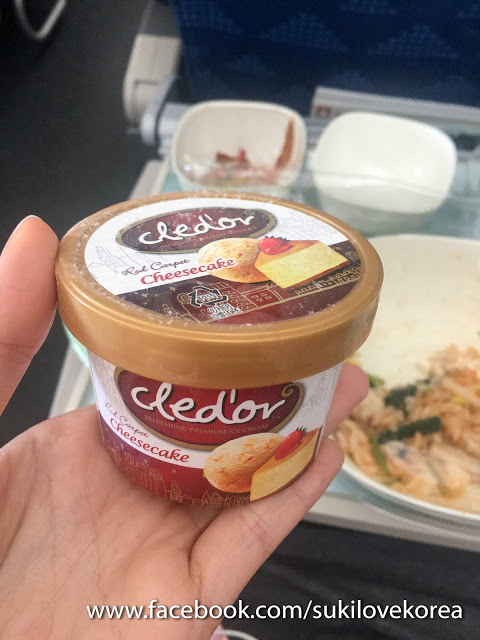 cled'or
Red Carpet
Cheesecake
cled'or
REFRESHING PREMIUM ICE CREAM
Red Carpet
Cheesecake
www.facebook.com/sukilovekorea